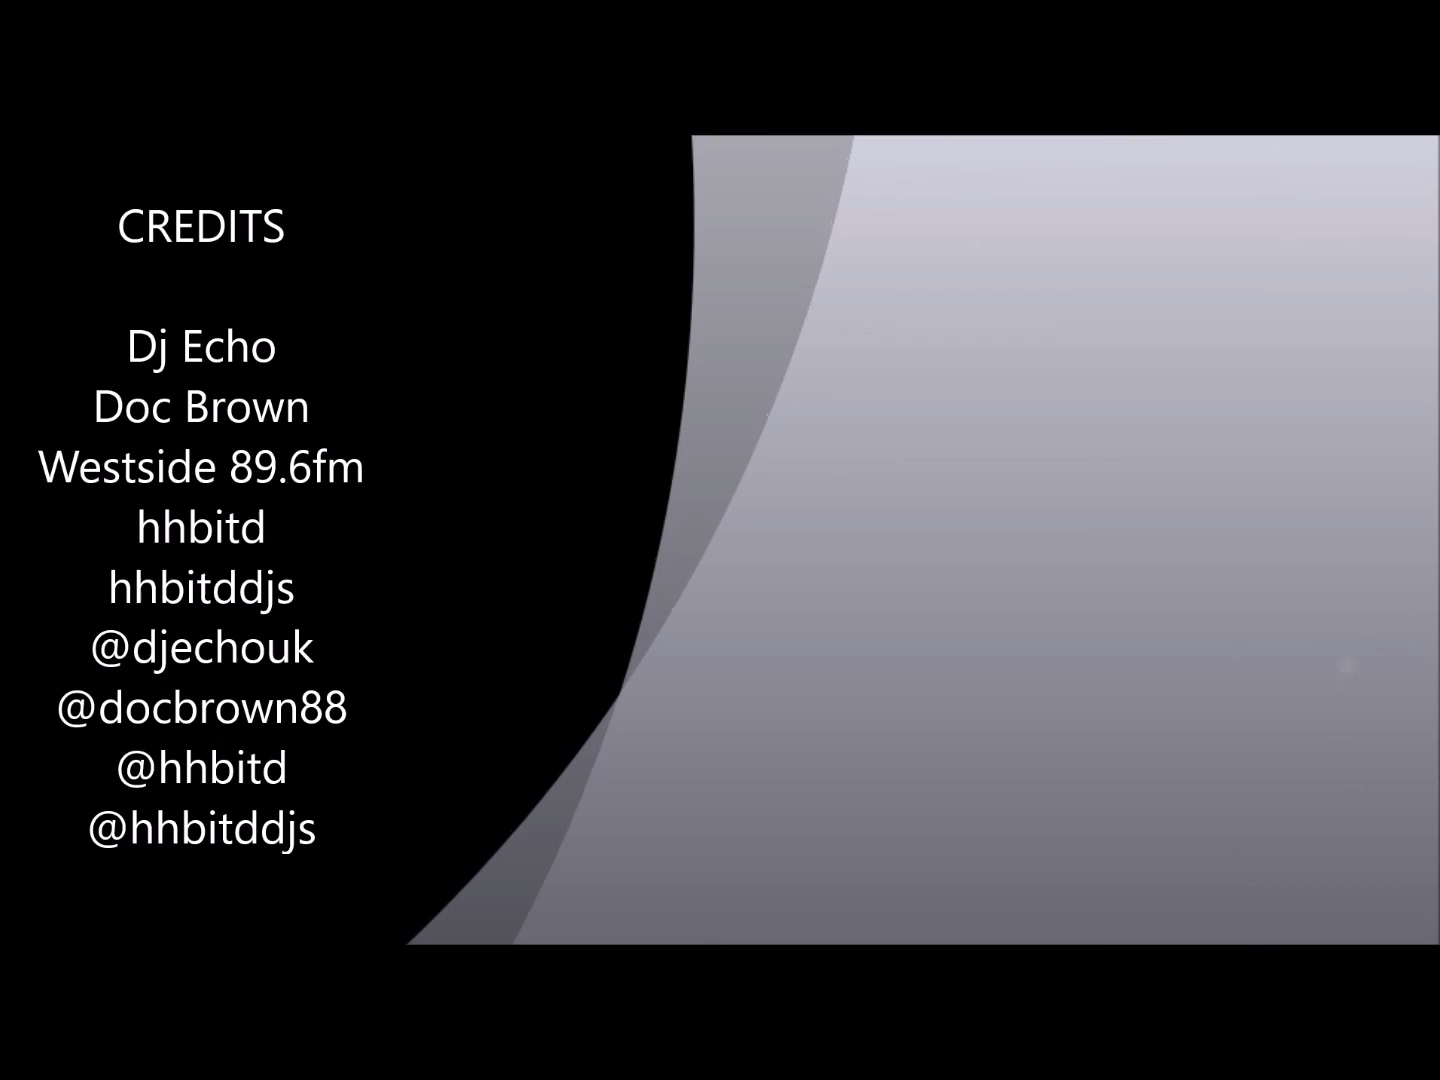 CREDITS
Dj Echo
Doc Brown
Westside 89.6fm
hhbitd
hhbitddjs
@djechouk
@docbrown88
@hhbitd
@hhbitddjs